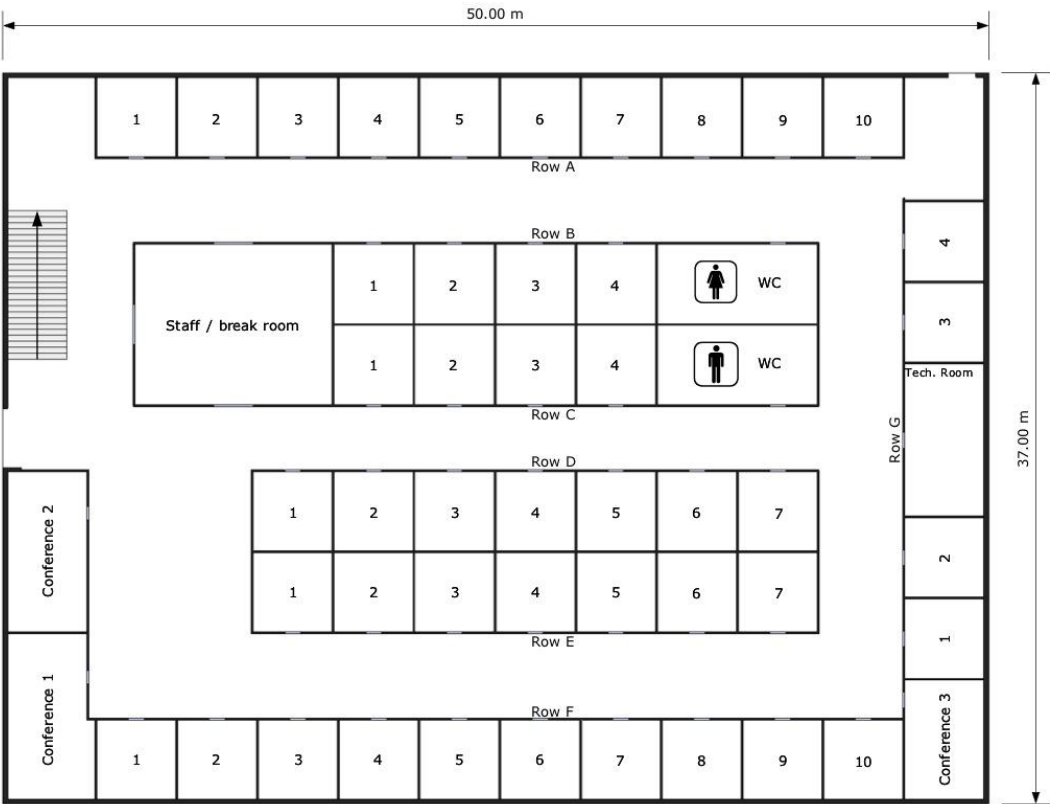 50.00 m
1 2 3 4 5 6 7 8 9 10
Row A
Row B
1 2 3 4 WC
Staff / break room
1 2 3 4 WC
Row C
4
3
Tech. Room
Row G
37.00 m
Row D
Conference 2
1 2 3 4 5 6 7
1 2 3 4 5 6 7
Row E
2
1
Conference 1
Row F
1 2 3 4 5 6 7 8 9 10
Conference 3